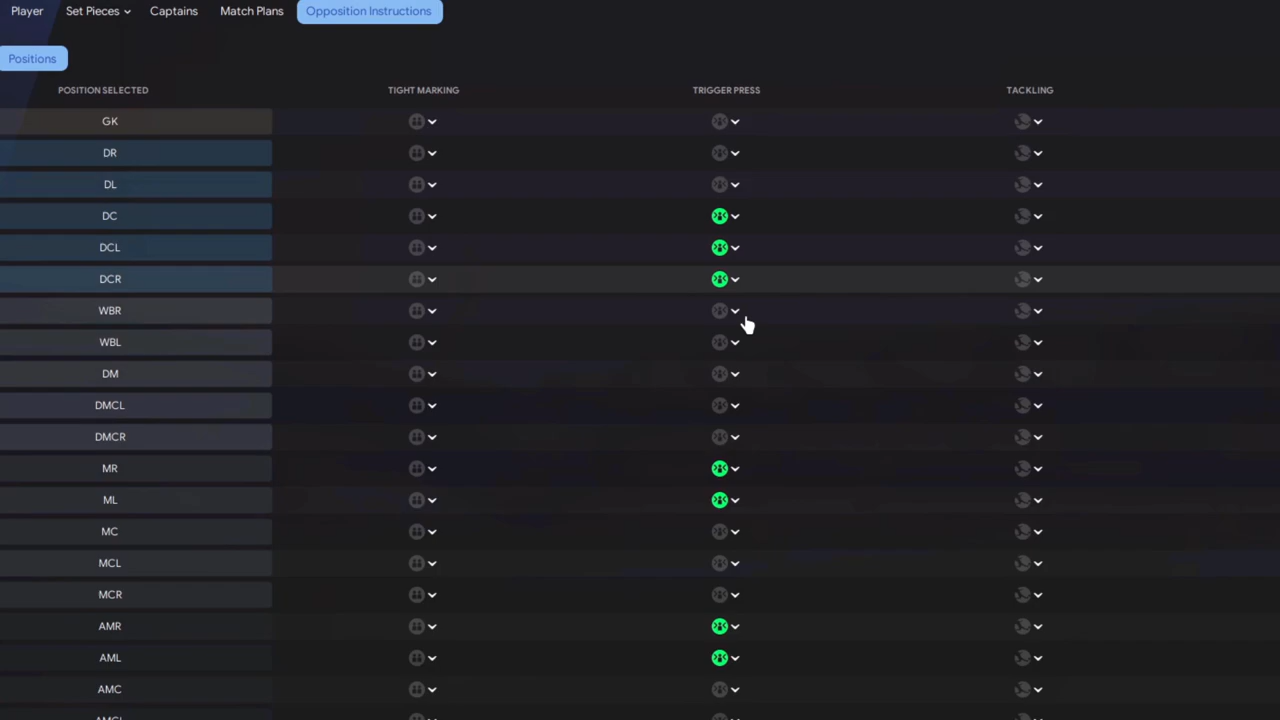 Player Set Pieces Captains Match Plans Opposition Instructions
Positions
POSITION SELECTED TIGHT MARKING TRIGGER PRESS TACKLING
GK
DR
DL
DC
DCL
DCR
WBR
WBL
DM
DMCL
DMCR
MR
ML
MC
MCL
MCR
AMR
AML
AMC